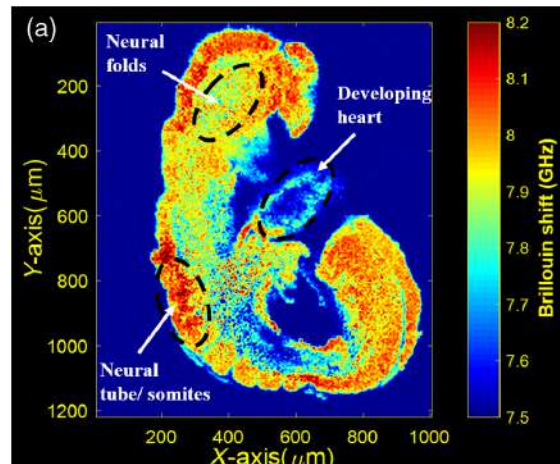 (a)
Neural
folds
Developing
heart
Neural
tube/ somites
200
400
600
800
1000
1200
Y-axis(μm)
200
400
600
800
1000
X-axis(μm)
8.2
8.1
8
7.9
7.8
7.7
7.6
7.5
Brillouin shift (GHz)